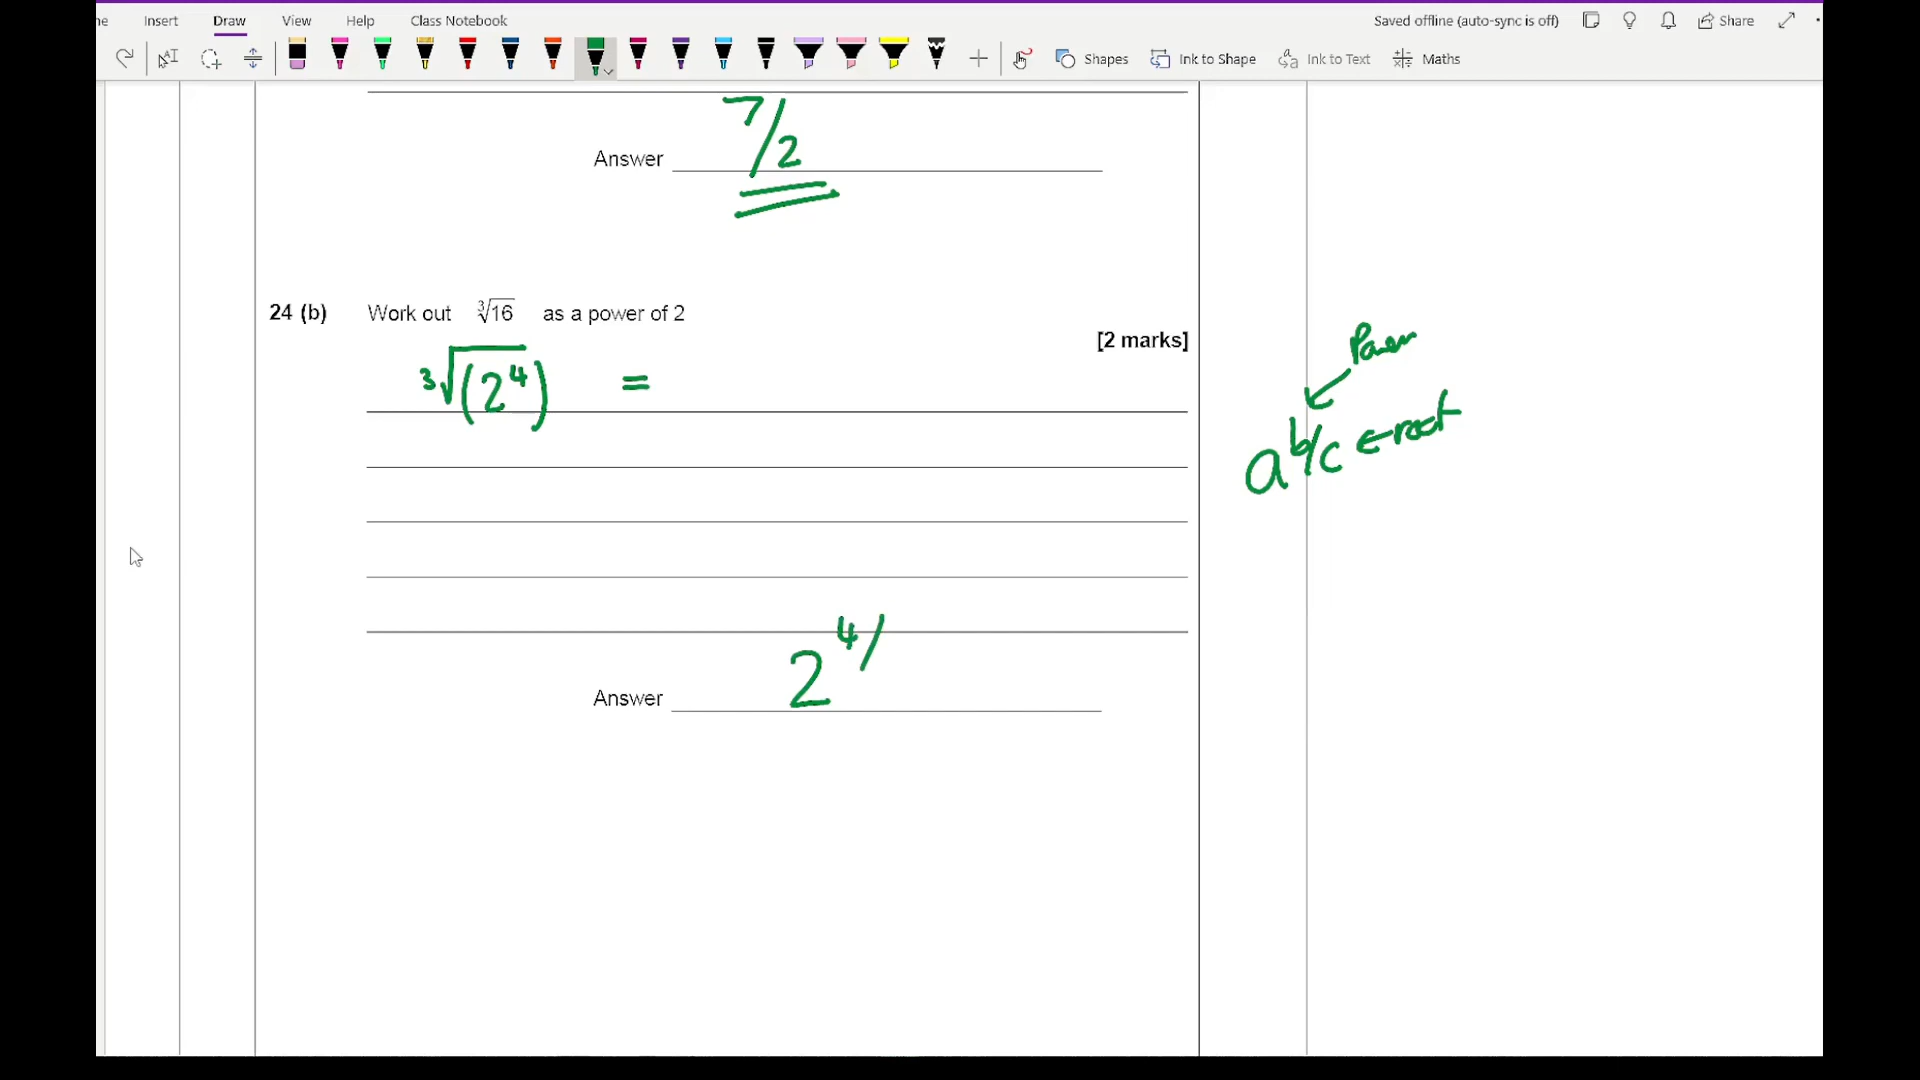 Insert Draw View Help Class Notebook Saved offline (auto-sync is off) Share
Shapes Ink to Shape Ink to Text Maths
7/2
Answer
24 (b) Work out ∛16 as a power of 2
[2 marks]
∛(2⁴) =
Power
a^b/c ← root
2^4/
Answer